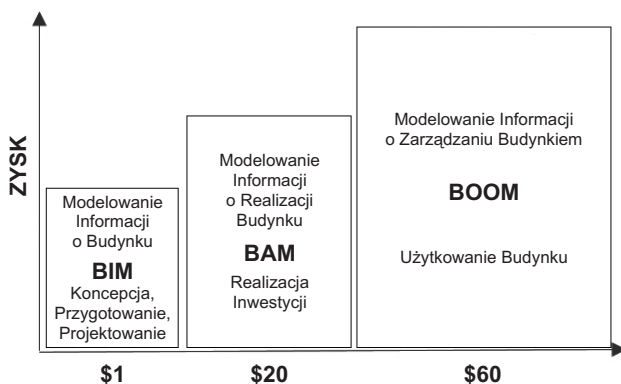 ZYSK
Modelowanie
Informacji
o Budynku
BIM
Koncepcja,
Przygotowanie,
Projektowanie
Modelowanie
Informacji
o Realizacji
Budynku
BAM
Realizacja
Inwestycji
Modelowanie Informacji
o Zarządzaniu Budynkiem
BOOM
Użytkowanie Budynku
$1
$20
$60